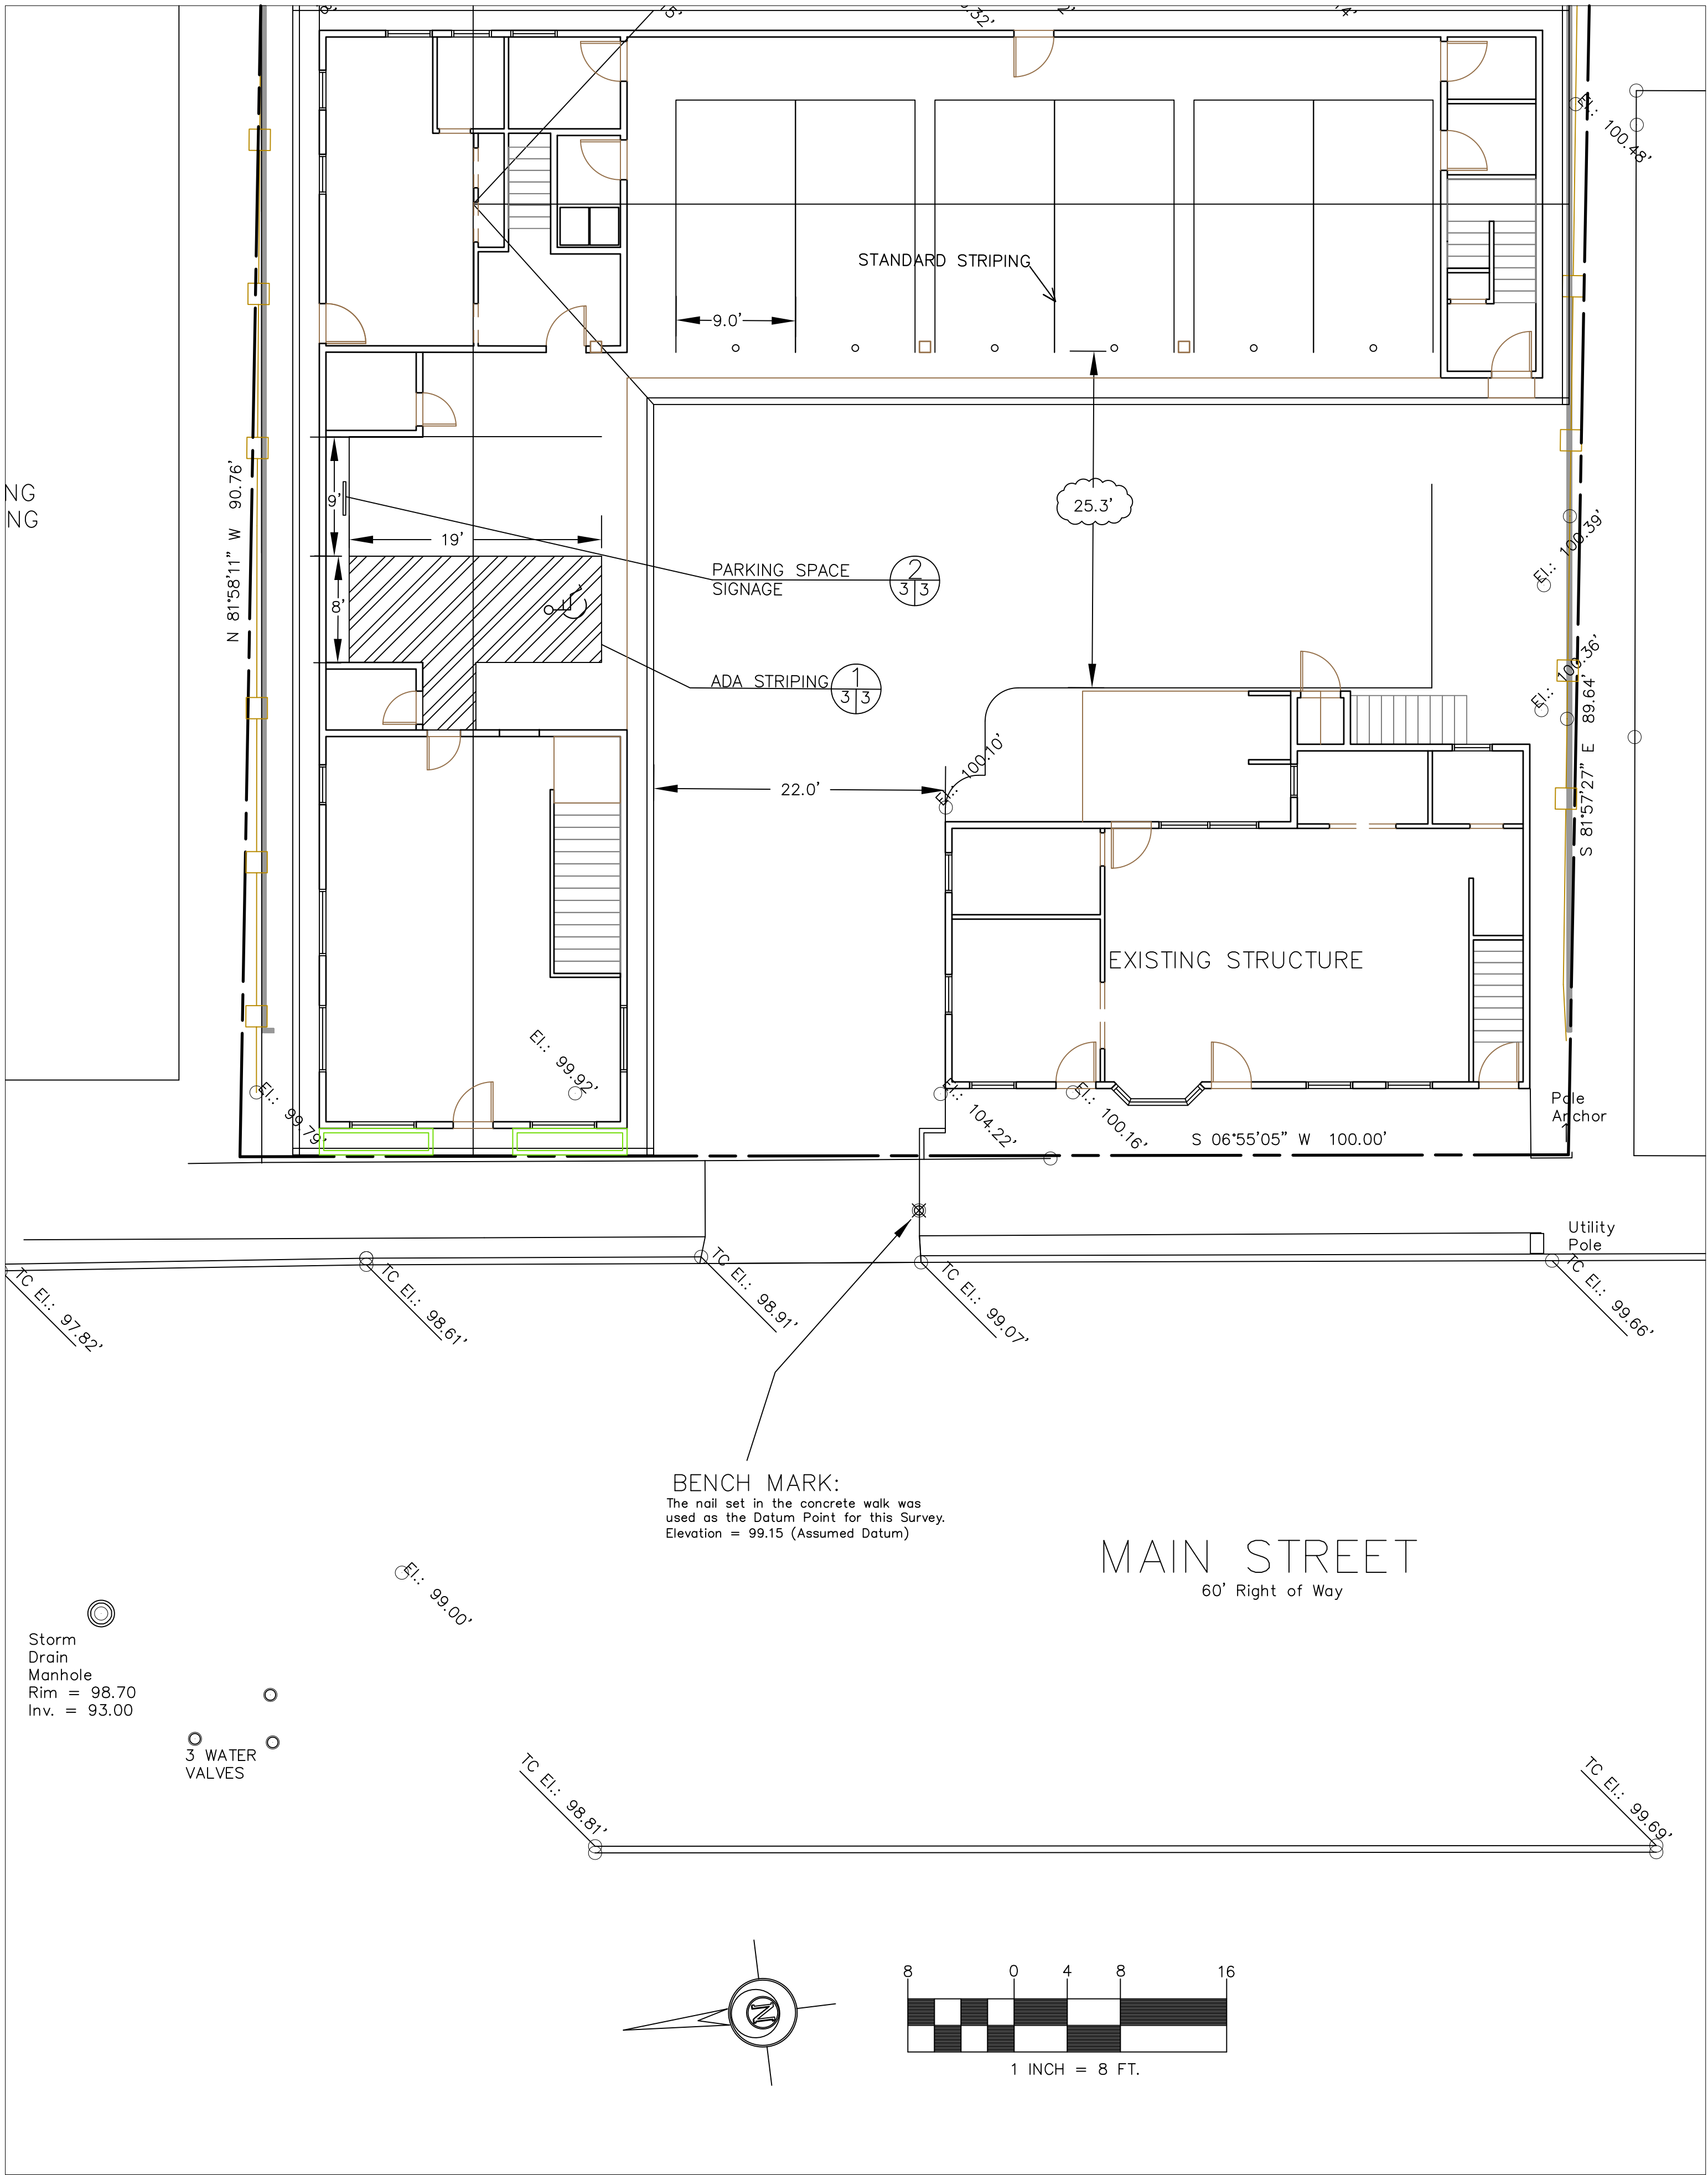 STANDARD STRIPING
El.: 100.48'
9.0'
NG
NG
N 81°58'11" W 90.76'
9'
25.3'
19'
El.: 100.39'
PARKING SPACE
SIGNAGE
2
3 3
8'
El.: 100.36'
ADA STRIPING
1
3 3
S 81°57'27" E 89.64'
El.: 100.10'
22.0'
EXISTING STRUCTURE
El.: 99.92'
El.: 99.79'
El.: 104.22'
El.: 100.16'
Pole
Anchor
S 06°55'05" W 100.00'
Utility
Pole
TC El.: 97.82'
TC El.: 98.61'
TC El.: 98.91'
TC El.: 99.07'
TC El.: 99.66'
BENCH MARK:
The nail set in the concrete walk was
used as the Datum Point for this Survey.
Elevation = 99.15 (Assumed Datum)
MAIN STREET
60' Right of Way
El.: 99.00'
Storm
Drain
Manhole
Rim = 98.70
Inv. = 93.00
3 WATER
VALVES
TC El.: 98.81'
TC El.: 99.69'
N
8 0 4 8 16
1 INCH = 8 FT.